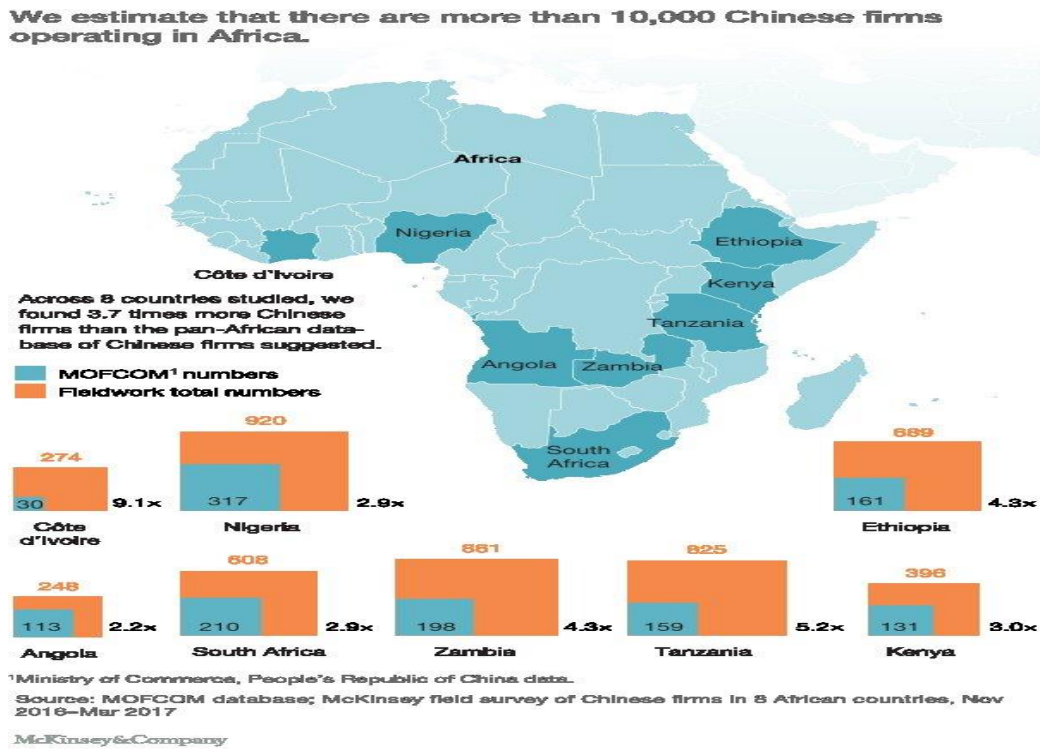 We estimate that there are more than 10,000 Chinese firms
operating in Africa.
Africa
Nigeria
Ethiopia
Côte d'Ivoire
Kenya
Across 8 countries studied, we
found 3.7 times more Chinese
firms than the pan-African data-
base of Chinese firms suggested.
Tanzania
Angola
Zambia
MOFCOM¹ numbers
Fieldwork total numbers
South
Africa
920
274
689
30
9.1x
317
2.9x
161
4.3x
Côte
d'Ivoire
Nigeria
Ethiopia
248
608
861
825
396
113
2.2x
210
2.9x
198
4.3x
159
5.2x
131
3.0x
Angola
South Africa
Zambia
Tanzania
Kenya
¹Ministry of Commerce, People's Republic of China data.
Source: MOFCOM database; McKinsey field survey of Chinese firms in 8 African countries, Nov
2016–Mar 2017
McKinsey&Company